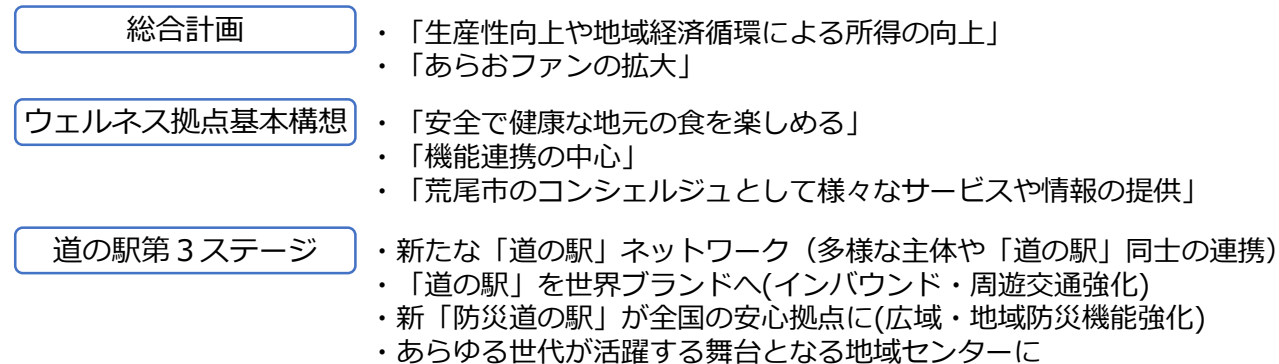 総合計画
・「生産性向上や地域経済循環による所得の向上」
・「あらおファンの拡大」
ウェルネス拠点基本構想
・「安全で健康な地元の食を楽しめる」
・「機能連携の中心」
・「荒尾市のコンシェルジュとして様々なサービスや情報の提供」
道の駅第３ステージ
・新たな「道の駅」ネットワーク（多様な主体や「道の駅」同士の連携）
・「道の駅」を世界ブランドへ(インバウンド・周遊交通強化)
・新「防災道の駅」が全国の安心拠点に(広域・地域防災機能強化)
・あらゆる世代が活躍する舞台となる地域センターに